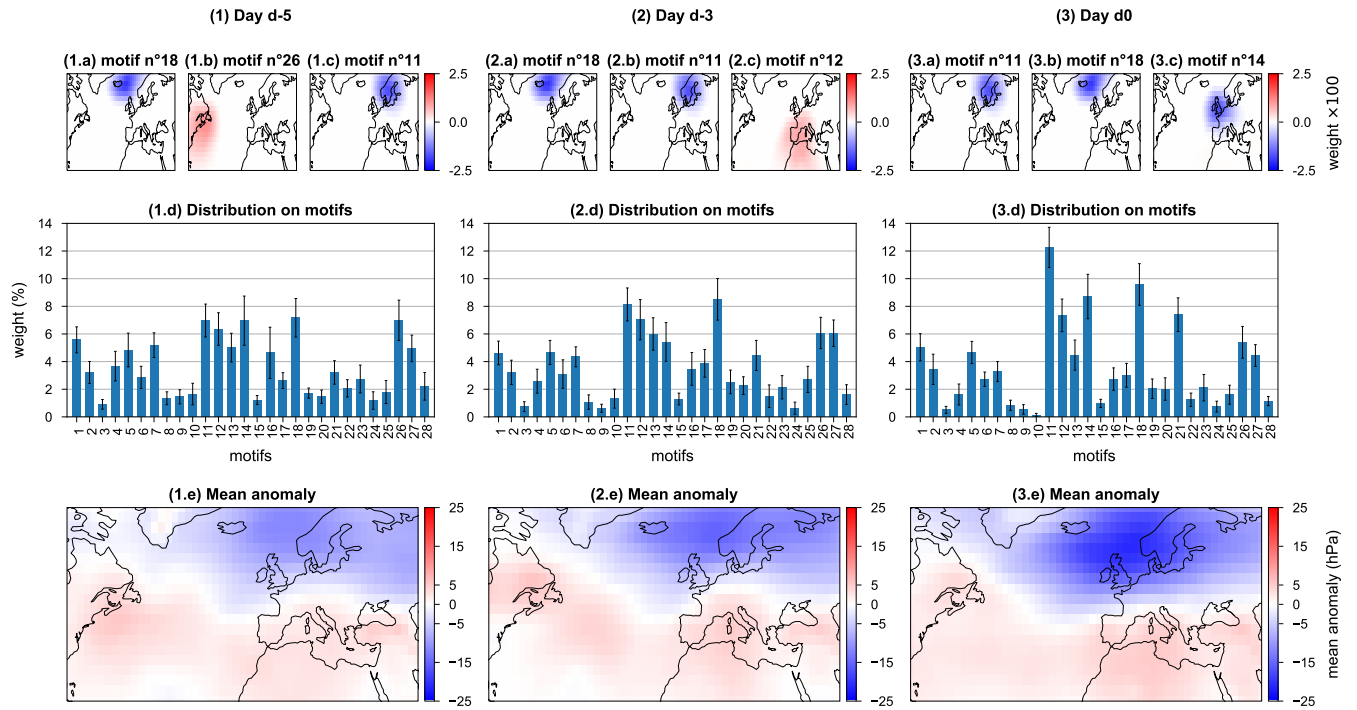 (1) Day d-5 (2) Day d-3 (3) Day d0
(1.a) motif n°18 (1.b) motif n°26 (1.c) motif n°11 (2.a) motif n°18 (2.b) motif n°11 (2.c) motif n°12 (3.a) motif n°11 (3.b) motif n°18 (3.c) motif n°14
2.5 2.5 2.5
0.0 0.0 0.0
−2.5 −2.5 −2.5
weight ×100
(1.d) Distribution on motifs (2.d) Distribution on motifs (3.d) Distribution on motifs
weight (%)
14 14 14
12 12 12
10 10 10
8 8 8
6 6 6
4 4 4
2 2 2
0 0 0
1 2 3 4 5 6 7 8 9 10 11 12 13 14 15 16 17 18 19 20 21 22 23 24 25 26 27 28 1 2 3 4 5 6 7 8 9 10 11 12 13 14 15 16 17 18 19 20 21 22 23 24 25 26 27 28 1 2 3 4 5 6 7 8 9 10 11 12 13 14 15 16 17 18 19 20 21 22 23 24 25 26 27 28
motifs motifs motifs
(1.e) Mean anomaly (2.e) Mean anomaly (3.e) Mean anomaly
25 25 25
15 15 15
5 5 5
0 0 0
−5 −5 −5
−15 −15 −15
−25 −25 −25
mean anomaly (hPa)